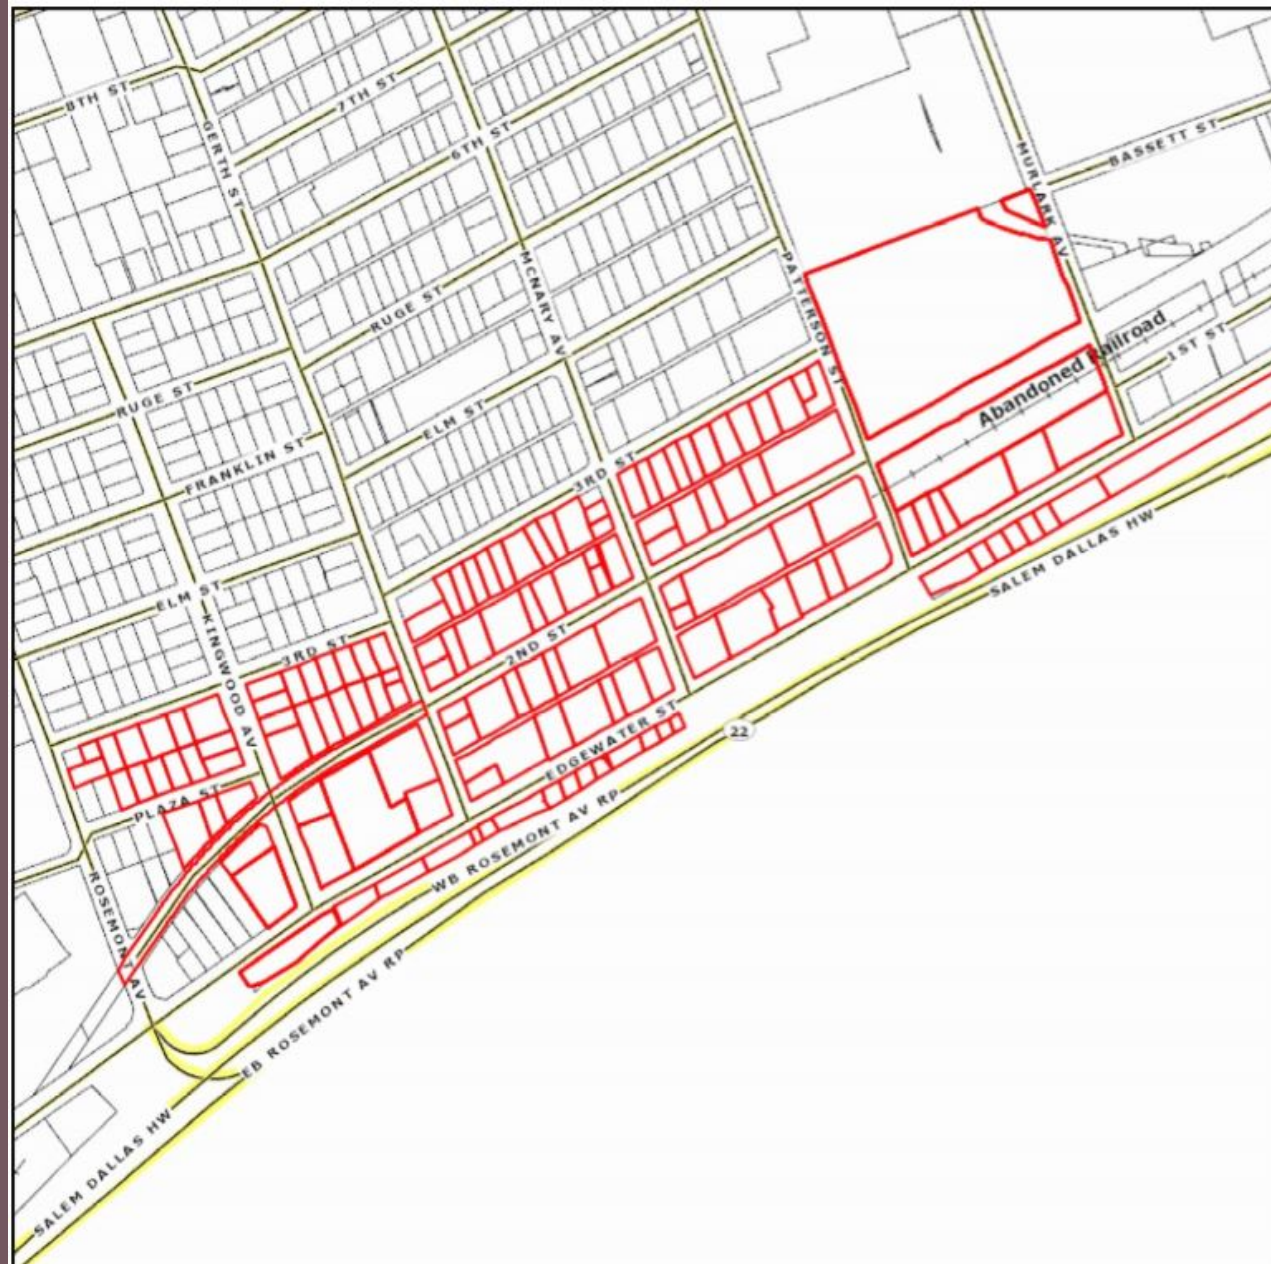 8TH ST
GERTH ST
7TH ST
6TH ST
MURLARK AV
BASSETT ST
MCNARY AV
PATTERSON ST
RUGE ST
Abandoned Railroad
1ST ST
RUGE ST
ELM ST
FRANKLIN ST
3RD ST
SALEM DALLAS HW
ELM ST
KINGWOOD AV
3RD ST
2ND ST
EDGEWATER ST
22
PLAZA ST
WB ROSEMONT AV RP
ROSEMONT AV
EB ROSEMONT AV RP
SALEM DALLAS HW